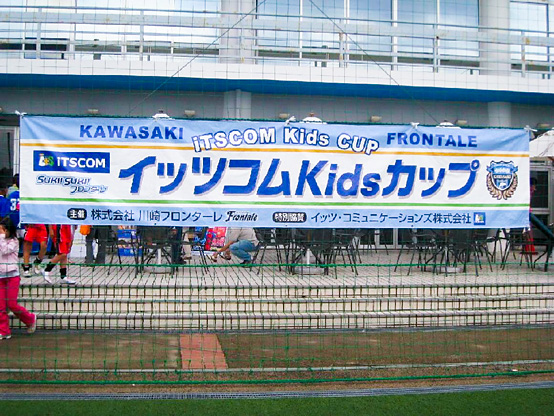 KAWASAKI iTSCOM Kids CUP FRONTALE
iTSCOM
イッツコムKidsカップ
SUKI!SUKI!
フロンターレ
主催 株式会社 川崎フロンターレ Frontale 特別協賛 イッツ・コミュニケーションズ株式会社